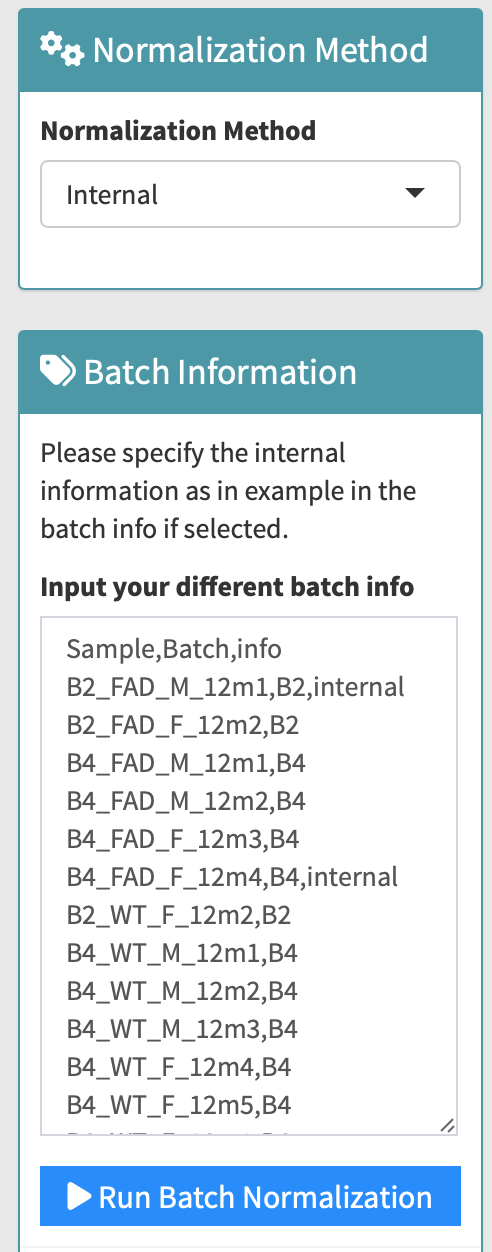 Normalization Method
Normalization Method
Internal
Batch Information
Please specify the internal
information as in example in the
batch info if selected.
Input your different batch info
Sample,Batch,info
B2_FAD_M_12m1,B2,internal
B2_FAD_F_12m2,B2
B4_FAD_M_12m1,B4
B4_FAD_M_12m2,B4
B4_FAD_F_12m3,B4
B4_FAD_F_12m4,B4,internal
B2_WT_F_12m2,B2
B4_WT_M_12m1,B4
B4_WT_M_12m2,B4
B4_WT_M_12m3,B4
B4_WT_F_12m4,B4
B4_WT_F_12m5,B4
Run Batch Normalization